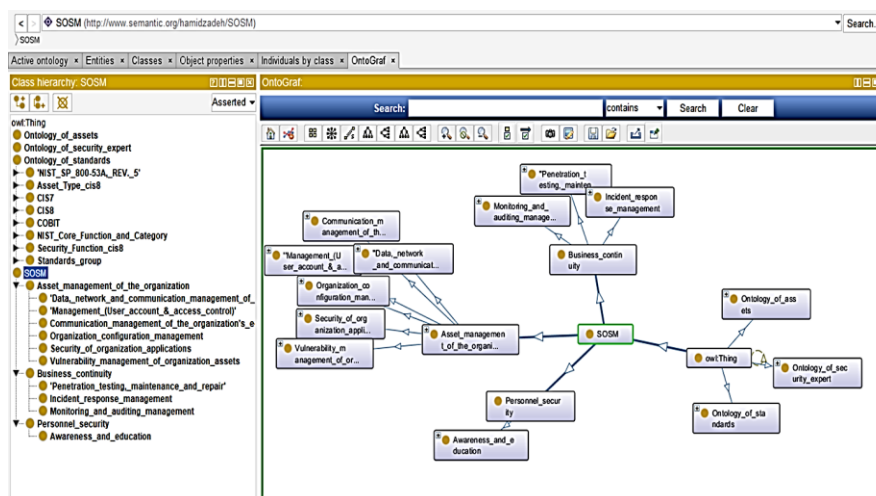 SOSM (http://www.semantic.org/hamidzadeh/SOSM)
Search...
SOSM
Active ontology × Entities × Classes × Object properties × Individuals by class × OntoGraf ×
Class hierarchy: SOSM
Asserted
owl:Thing
Ontology_of_assets
Ontology_of_security_expert
Ontology_of_standards
'NIST_SP_800-53A,_REV._5'
Asset_Type_cis8
CIS7
CIS8
COBIT
NIST_Core_Function_and_Category
Security_Function_cis8
Standards_group
SOSM
Asset_management_of_the_organization
'Data,_network_and_communication_management_of_
'Management_(User_account_&_access_control)'
Communication_management_of_the_organization's_e
Organization_configuration_management
Security_of_organization_applications
Vulnerability_management_of_organization_assets
Business_continuity
'Penetration_testing,_maintenance_and_repair'
Incident_response_management
Monitoring_and_auditing_management
Personnel_security
Awareness_and_education
OntoGraf:
Search:
contains
Search
Clear
"Penetration_t
esting,_mainten...
Incident_respon
se_management
Monitoring_and_
auditing_manage...
Business_contin
uity
Communication_m
anagement_of_th...
"Management_(U
ser_account_&_a...
"Data,_network
_and_communicat...
Organization_co
nfiguration_man...
Security_of_org
anization_appli...
Vulnerability_m
anagement_of_or...
Asset_managemen
t_of_the_organi...
SOSM
Ontology_of_ass
ets
owl:Thing
Ontology_of_sec
urity_expert
Ontology_of_sta
ndards
Personnel_secur
ity
Awareness_and_e
ducation